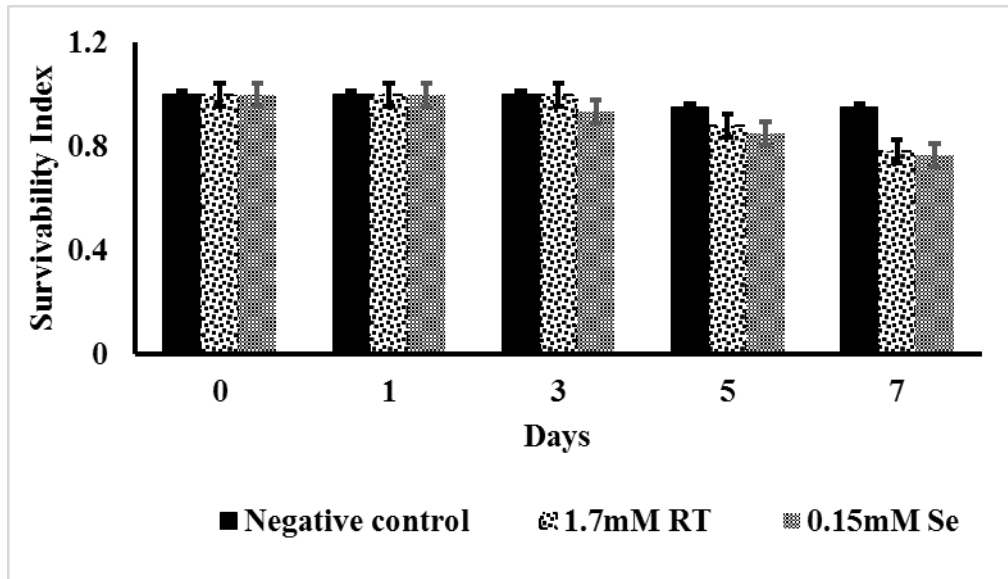 1.2
0.8
0.4
0
Survivability Index
0 1 3 5 7
Days
Negative control 1.7mM RT 0.15mM Se